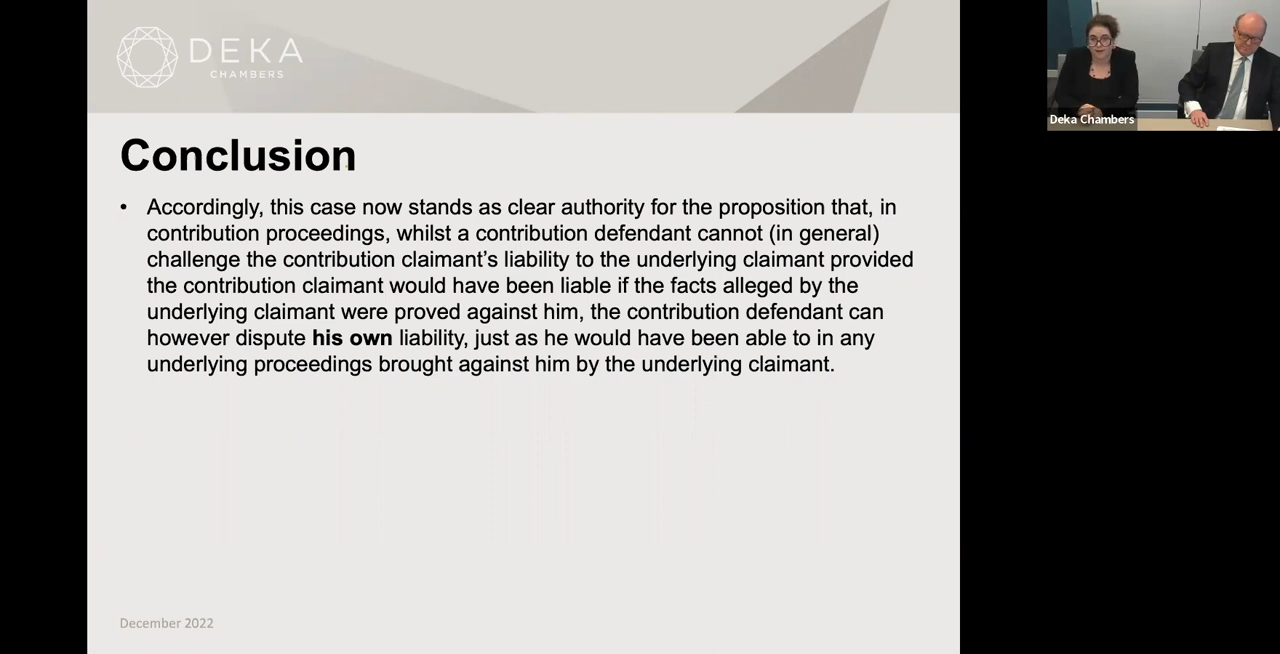 DEKA
CHAMBERS
Deka Chambers
Conclusion
• Accordingly, this case now stands as clear authority for the proposition that, in
contribution proceedings, whilst a contribution defendant cannot (in general)
challenge the contribution claimant’s liability to the underlying claimant provided
the contribution claimant would have been liable if the facts alleged by the
underlying claimant were proved against him, the contribution defendant can
however dispute his own liability, just as he would have been able to in any
underlying proceedings brought against him by the underlying claimant.
December 2022